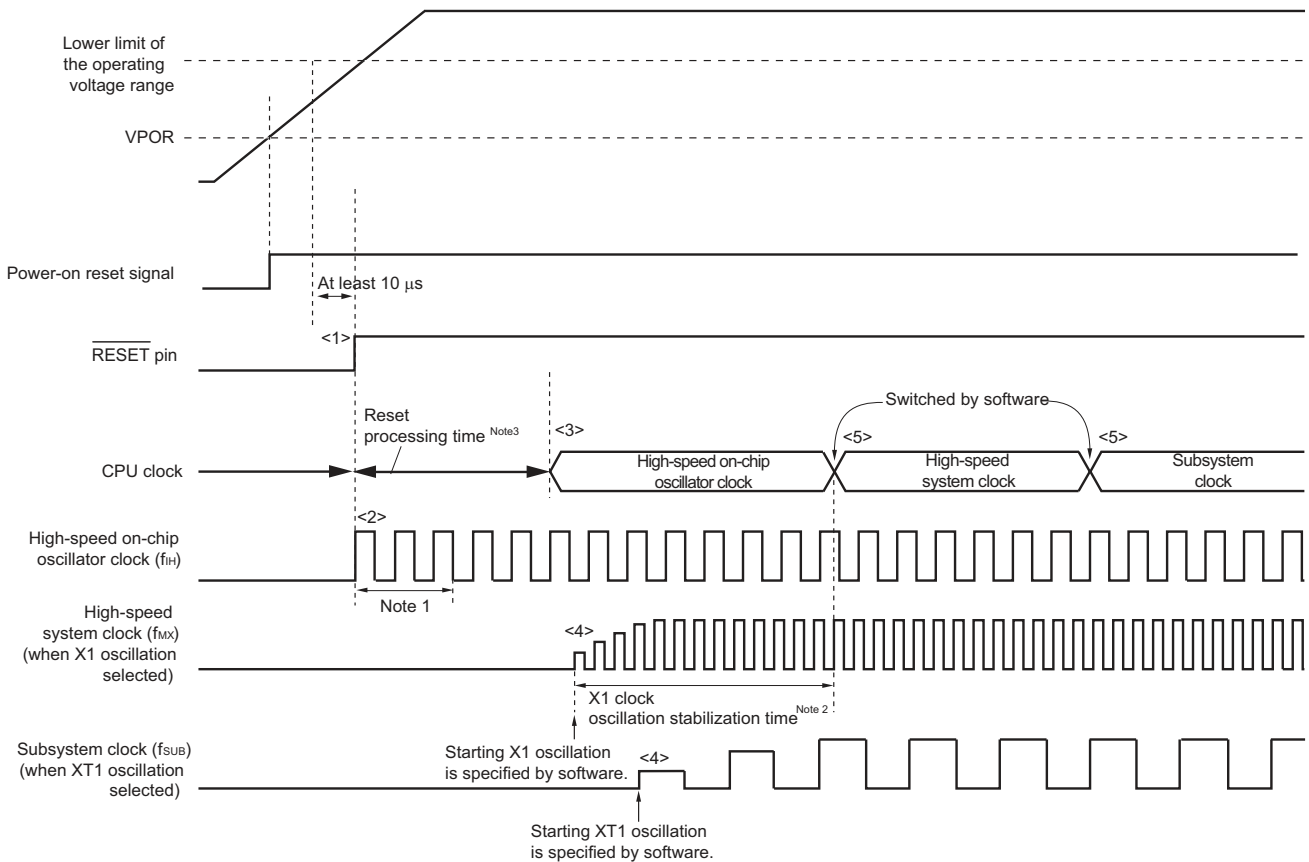 Lower limit of
the operating
voltage range
VPOR
Power-on reset signal
At least 10 μs
<1>
RESET pin
Reset
processing time Note3
<3>
Switched by software
<5>
<5>
CPU clock
High-speed on-chip
oscillator clock
High-speed
system clock
Subsystem
clock
<2>
High-speed on-chip
oscillator clock (fIH)
Note 1
High-speed
system clock (fMX)
(when X1 oscillation
selected)
<4>
X1 clock
oscillation stabilization time Note 2
Starting X1 oscillation
is specified by software.
Subsystem clock (fSUB)
(when XT1 oscillation
selected)
<4>
Starting XT1 oscillation
is specified by software.